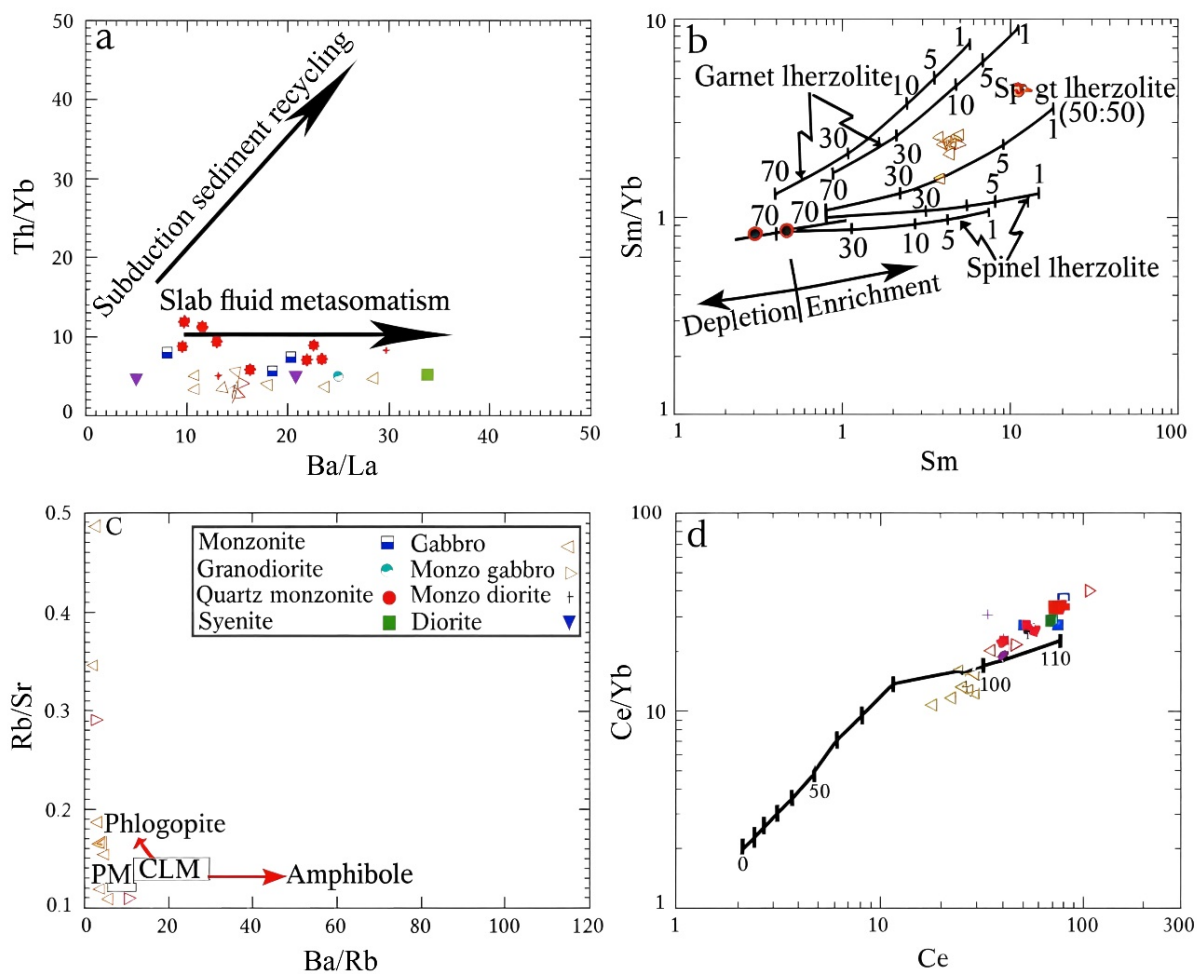 a
50
40
30
20
10
0
Th/Yb
Subduction sediment recycling
Slab fluid metasomatism
0 10 20 30 40 50
Ba/La
b
10
1
1
Sm/Yb
Garnet lherzolite
1
5
10
30
70
1
5
10
30
70
Sp- gt lherzolite
(50:50)
1
5
30
70
1
5
30
70
30 10 5 1
Spinel lherzolite
Depletion Enrichment
1 1 10 100
Sm
C
0.5
0.4
0.3
0.2
0.1
Rb/Sr
Monzonite Gabbro
Granodiorite Monzo gabbro
Quartz monzonite Monzo diorite
Syenite Diorite
Phlogopite
PM CLM Amphibole
0 20 40 60 80 100 120
Ba/Rb
d
100
10
1
Ce/Yb
0
50
100
110
1 10 100 300
Ce